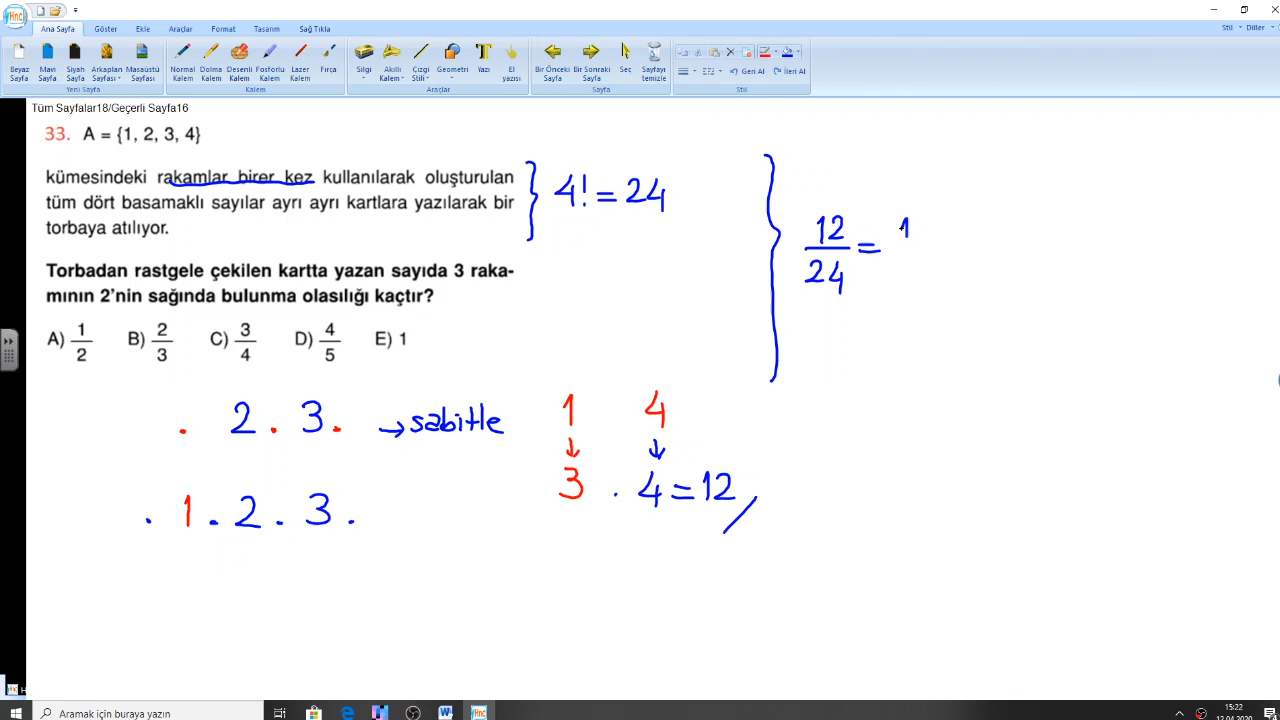 Ana Sayfa Göster Ekle Araçlar Format Tasarım Sağ Tıkla
Stil Diller
Beyaz Sayfa Mavi Sayfa Siyah Sayfa Arkaplan Sayfası Masaüstü Sayfası
Normal Kalem Dolma Kalem Desenli Kalem Fosforlu Kalem Lazer Kalem Fırça
Silgi Akıllı Kalem Çizgi Stili Geometri Yazı El yazısı
Bir Önceki Sayfa Bir Sonraki Sayfa Seç Sayfayı temizle
Geri Al İleri Al
Yeni Sayfa Kalem Araçlar Sayfa Stil
Tüm Sayfalar18/Geçerli Sayfa16
33. A = {1, 2, 3, 4}
kümesindeki rakamlar birer kez kullanılarak oluşturulan
tüm dört basamaklı sayılar ayrı ayrı kartlara yazılarak bir
torbaya atılıyor.
4! = 24
12/24 = 1
Torbadan rastgele çekilen kartta yazan sayıda 3 raka-
mının 2'nin sağında bulunma olasılığı kaçtır?
A) 1/2 B) 2/3 C) 3/4 D) 4/5 E) 1
. 2 . 3 . → sabitle
1 4
↓ ↓
3 . 4 = 12
. 1 . 2 . 3 .
Aramak için buraya yazın
15:22
12.04.2020